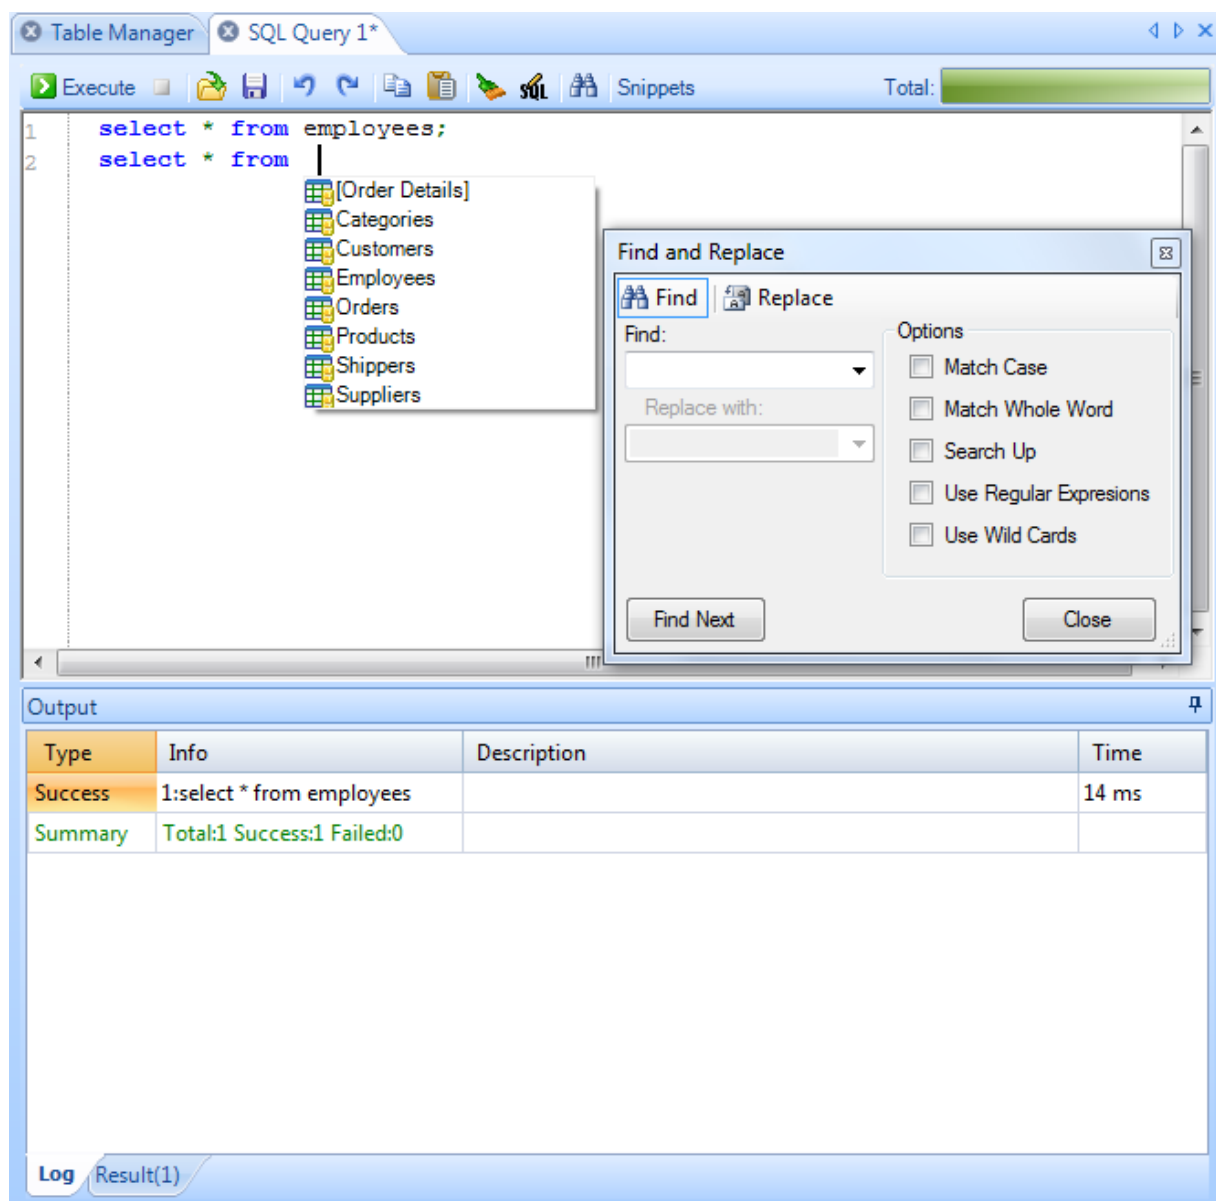 Table Manager SQL Query 1*
Execute SQL Snippets Total:
1 select * from employees;
2 select * from
[Order Details]
Categories
Customers
Employees
Orders
Products
Shippers
Suppliers
Find and Replace
Find Replace
Find:
Replace with:
Options
Match Case
Match Whole Word
Search Up
Use Regular Expresions
Use Wild Cards
Find Next Close
Output
Type Info Description Time
Success 1:select * from employees 14 ms
Summary Total:1 Success:1 Failed:0
Log Result(1)